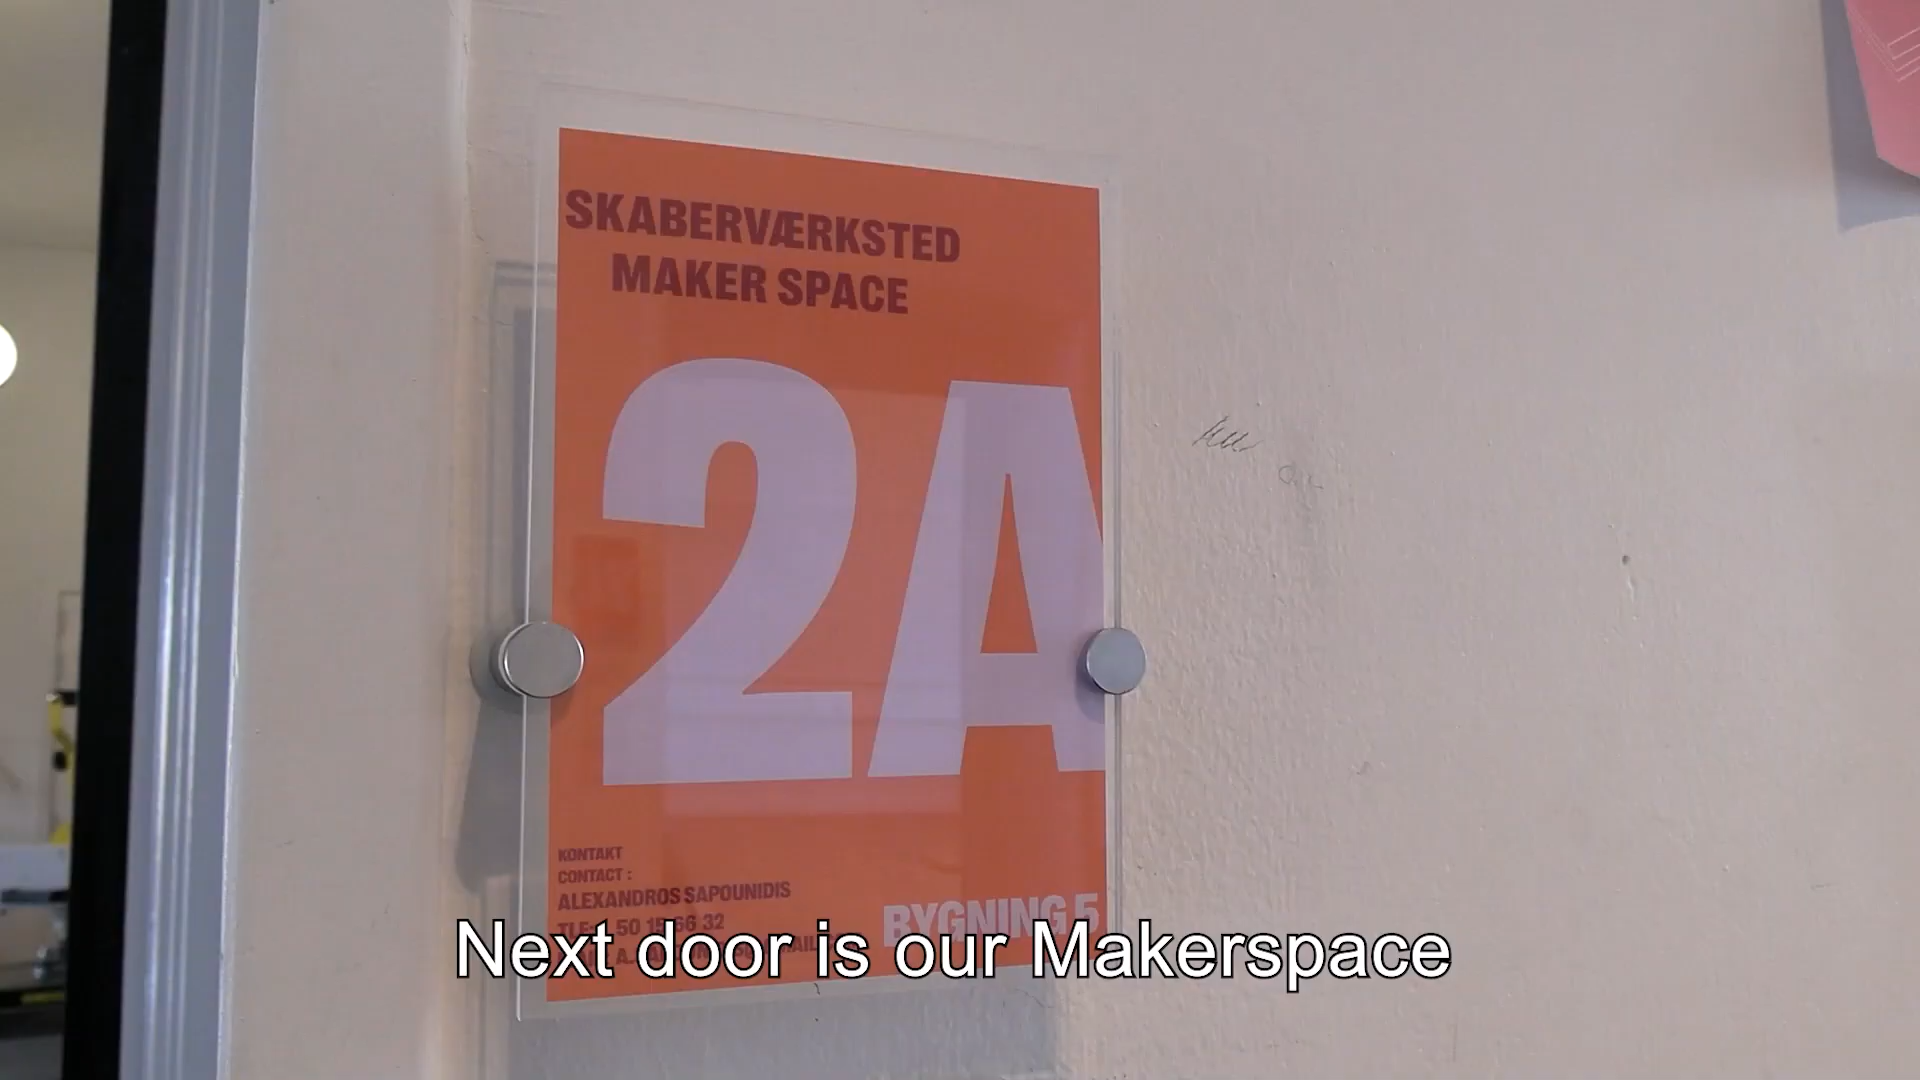 SKABERVÆRKSTED
MAKER SPACE
2A
KONTAKT
CONTACT :
ALEXANDROS SAPOUNIDIS
BYGNING 5
Next door is our Makerspace